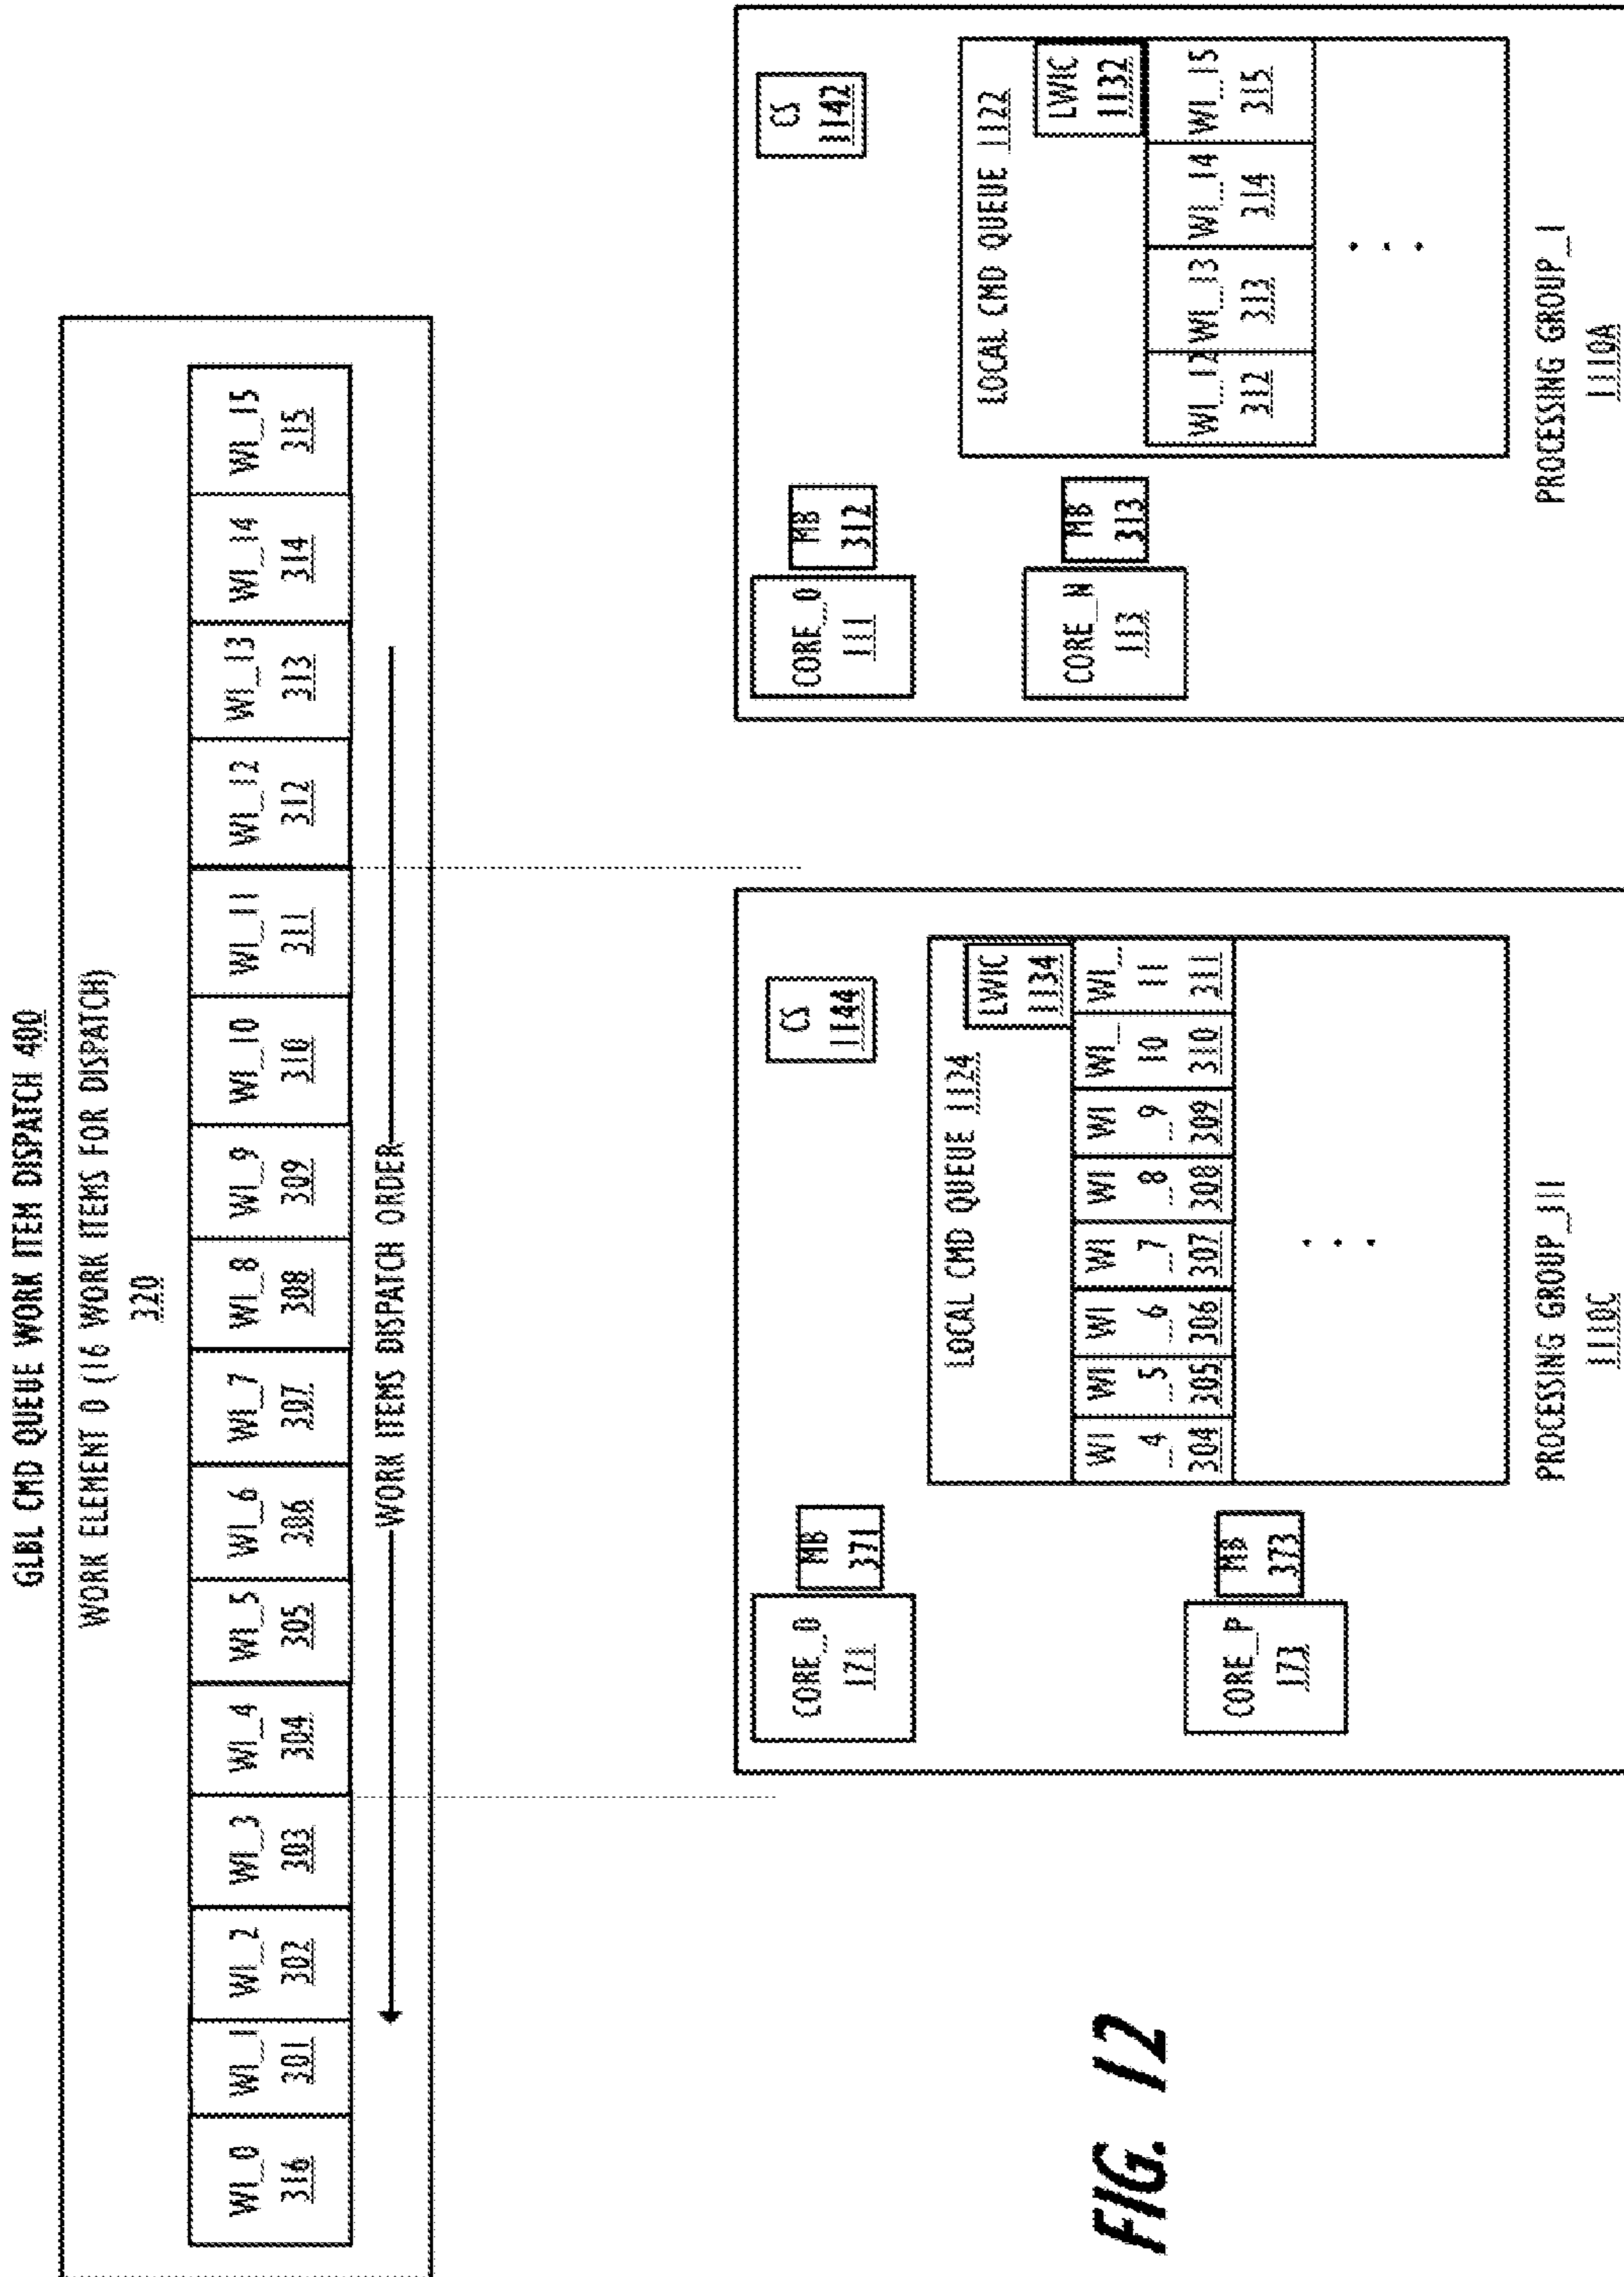 GLBL CMD QUEUE WORK ITEM DISPATCH 400
WORK ELEMENT 0 (16 WORK ITEMS FOR DISPATCH)
320
WI_0 WI_1 WI_2 WI_3 WI_4 WI_5 WI_6 WI_7 WI_8 WI_9 WI_10 WI_11 WI_12 WI_13 WI_14 WI_15
316 301 302 303 304 305 306 307 308 309 310 311 312 313 314 315
WORK ITEMS DISPATCH ORDER
CORE_0
171
MB
371
CS
1144
LOCAL CMD QUEUE 1124
LWIC
1134
WI WI WI WI WI WI WI_ WI_
_4 _5 _6 _7 _8 _9 10 11
304 305 306 307 308 309 310 311
CORE_P
173
MB
373
PROCESSING GROUP_III
1110C
CORE_0
111
MB
312
CS
1142
LOCAL CMD QUEUE 1122
LWIC
1132
WI_12 WI_13 WI_14 WI_15
312 313 314 315
CORE_N
113
MB
313
PROCESSING GROUP_I
1110A
FIG. 12